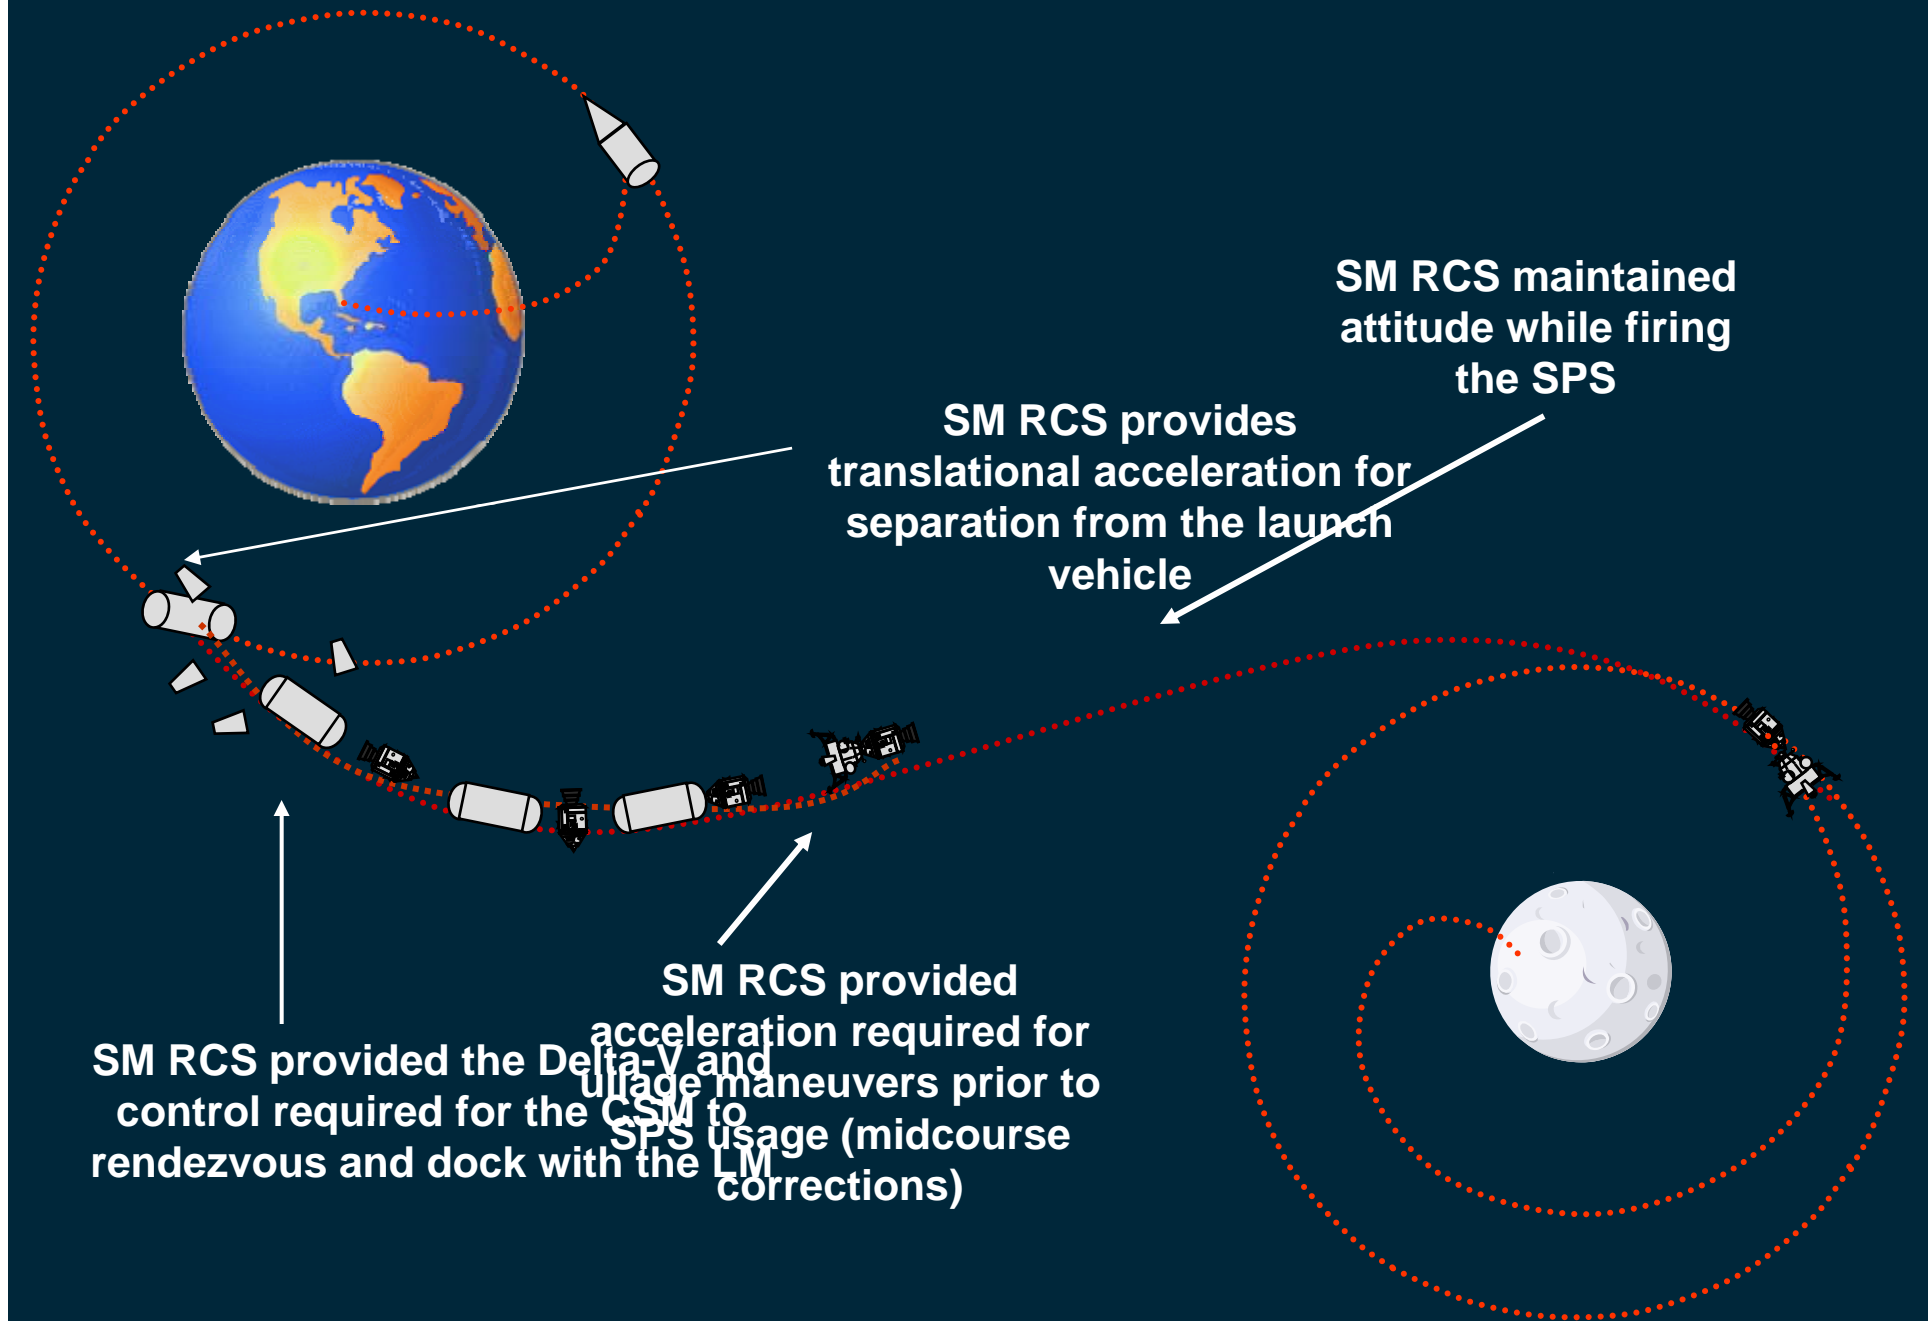 SM RCS maintained
attitude while firing
the SPS
SM RCS provides
translational acceleration for
separation from the launch
vehicle
SM RCS provided
acceleration required for
ullage maneuvers prior to
SPS usage (midcourse
corrections)
SM RCS provided the Delta-V and
control required for the CSM to
rendezvous and dock with the LM